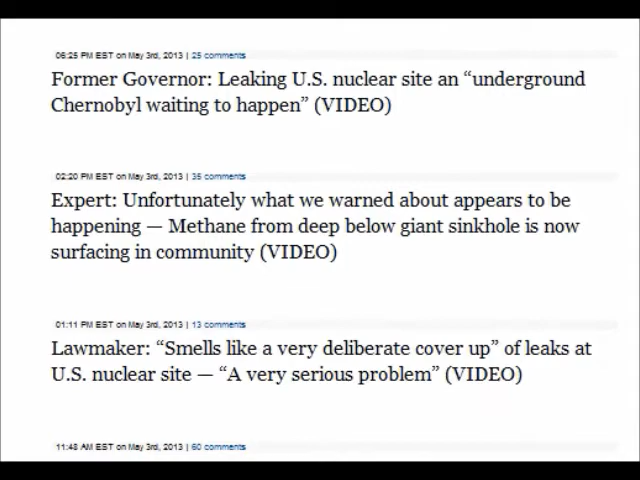 06:25 PM EST on May 3rd, 2013 | 25 comments
Former Governor: Leaking U.S. nuclear site an “underground
Chernobyl waiting to happen” (VIDEO)
02:20 PM EST on May 3rd, 2013 | 35 comments
Expert: Unfortunately what we warned about appears to be
happening — Methane from deep below giant sinkhole is now
surfacing in community (VIDEO)
01:11 PM EST on May 3rd, 2013 | 13 comments
Lawmaker: “Smells like a very deliberate cover up” of leaks at
U.S. nuclear site — “A very serious problem” (VIDEO)
11:48 AM EST on May 3rd, 2013 | 60 comments